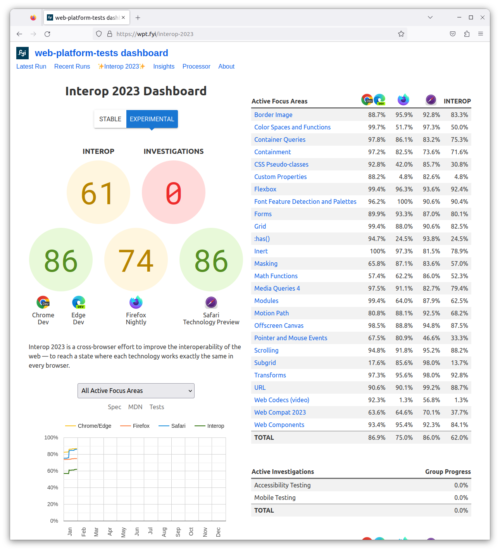 web-platform-tests dashboard
https://wpt.fyi/interop-2023
fyi web-platform-tests dashboard
Latest Run Recent Runs ✨Interop 2023✨ Insights Processor About
Interop 2023 Dashboard
STABLE EXPERIMENTAL
INTEROP INVESTIGATIONS
61 0
86 74 86
Chrome Dev
Edge Dev
Firefox Nightly
Safari Technology Preview
Interop 2023 is a cross-browser effort to improve the interoperability of the
web — to reach a state where each technology works exactly the same in
every browser.
All Active Focus Areas
Spec MDN Tests
Chrome/Edge Firefox Safari Interop
100%
80%
60%
40%
20%
0%
Jan Feb Mar Apr May Jun Jul Aug Sep Oct Nov Dec
Active Focus Areas INTEROP
Border Image 88.7% 95.9% 92.8% 83.3%
Color Spaces and Functions 99.7% 51.7% 97.3% 50.0%
Container Queries 97.8% 86.1% 83.2% 75.3%
Containment 97.2% 82.5% 73.6% 71.6%
CSS Pseudo-classes 92.8% 42.0% 85.7% 30.8%
Custom Properties 88.2% 4.8% 82.6% 4.8%
Flexbox 99.4% 96.3% 93.6% 92.4%
Font Feature Detection and Palettes 96.2% 100% 90.6% 90.4%
Forms 89.9% 93.3% 87.0% 80.1%
Grid 99.4% 88.0% 90.6% 82.5%
:has() 94.7% 24.5% 93.8% 24.5%
Inert 100% 97.3% 81.5% 78.9%
Masking 65.8% 87.1% 83.6% 57.0%
Math Functions 57.4% 62.2% 86.0% 52.3%
Media Queries 4 97.5% 91.1% 82.7% 79.4%
Modules 99.4% 64.0% 87.9% 62.5%
Motion Path 80.8% 88.1% 92.5% 68.2%
Offscreen Canvas 98.5% 88.8% 94.8% 87.5%
Pointer and Mouse Events 67.5% 80.9% 46.6% 33.3%
Scrolling 94.8% 91.8% 95.2% 88.2%
Subgrid 17.6% 85.6% 98.0% 13.7%
Transforms 97.3% 95.6% 98.0% 92.8%
URL 90.6% 90.1% 99.2% 88.7%
Web Codecs (video) 92.3% 1.3% 56.8% 1.3%
Web Compat 2023 63.6% 64.6% 70.1% 37.7%
Web Components 93.4% 95.4% 92.3% 84.1%
TOTAL 86.9% 75.0% 86.0% 62.0%
Active Investigations Group Progress
Accessibility Testing 0.0%
Mobile Testing 0.0%
TOTAL 0.0%